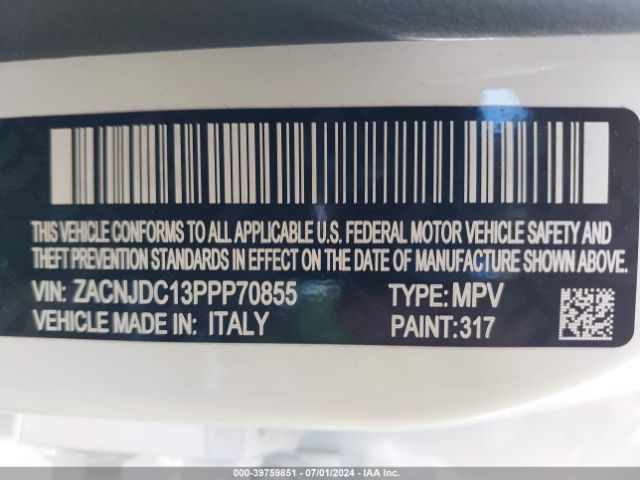 THIS VEHICLE CONFORMS TO ALL APPLICABLE U.S. FEDERAL MOTOR VEHICLE SAFETY AND
THEFT PREVENTION STANDARDS IN EFFECT ON THE DATE OF MANUFACTURE SHOWN ABOVE.
VIN: ZACNJDC13PPP70855 TYPE: MPV
VEHICLE MADE IN: ITALY PAINT:317
000-39759851 - 07/01/2024 - IAA Inc.